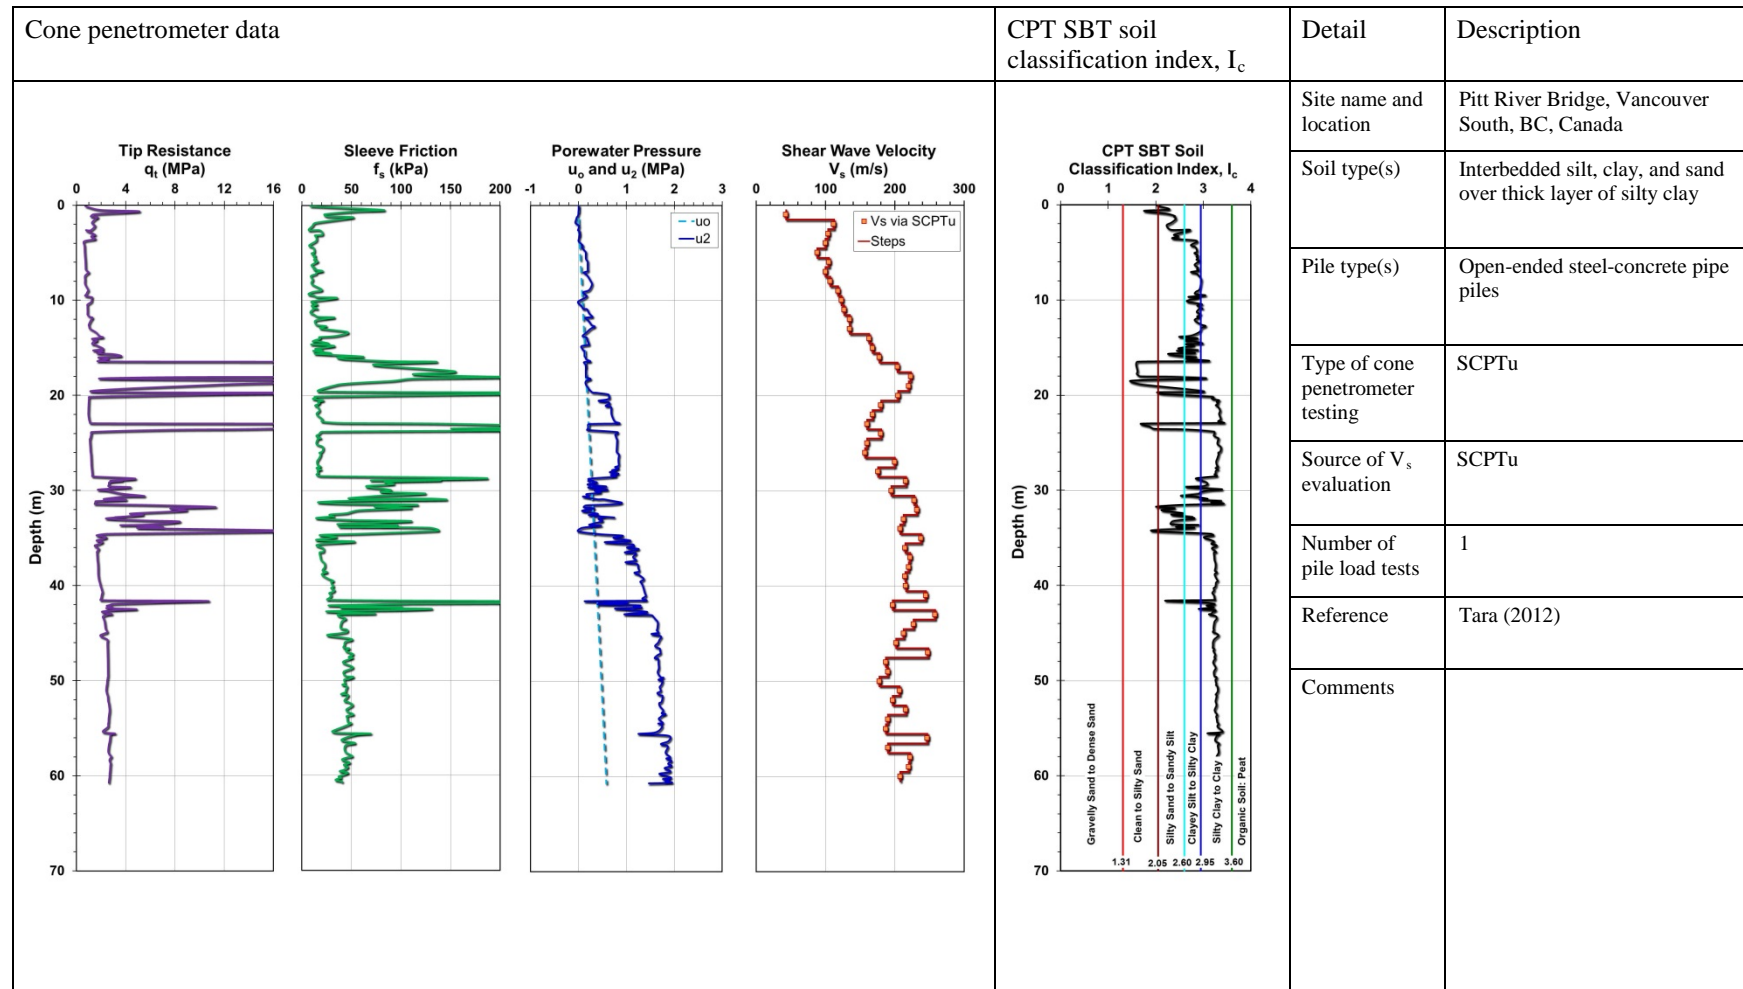 Cone penetrometer data
CPT SBT soil
classification index, Ic
Detail
Description
Tip Resistance
qt (MPa)
0 4 8 12 16
Sleeve Friction
fs (kPa)
0 50 100 150 200
Porewater Pressure
uo and u2 (MPa)
-1 0 1 2 3
Shear Wave Velocity
Vs (m/s)
0 100 200 300
Depth (m)
0
10
20
30
40
50
60
70
uo
u2
Vs via SCPTu
Steps
CPT SBT Soil
Classification Index, Ic
0 1 2 3 4
Depth (m)
0
10
20
30
40
50
60
70
Gravelly Sand to Dense Sand
Clean to Silty Sand
Silty Sand to Sandy Silt
Clayey Silt to Silty Clay
Silty Clay to Clay
Organic Soil: Peat
1.31 2.05 2.60 2.95 3.60
Site name and
location
Pitt River Bridge, Vancouver
South, BC, Canada
Soil type(s)
Interbedded silt, clay, and sand
over thick layer of silty clay
Pile type(s)
Open-ended steel-concrete pipe
piles
Type of cone
penetrometer
testing
SCPTu
Source of Vs
evaluation
SCPTu
Number of
pile load tests
1
Reference
Tara (2012)
Comments